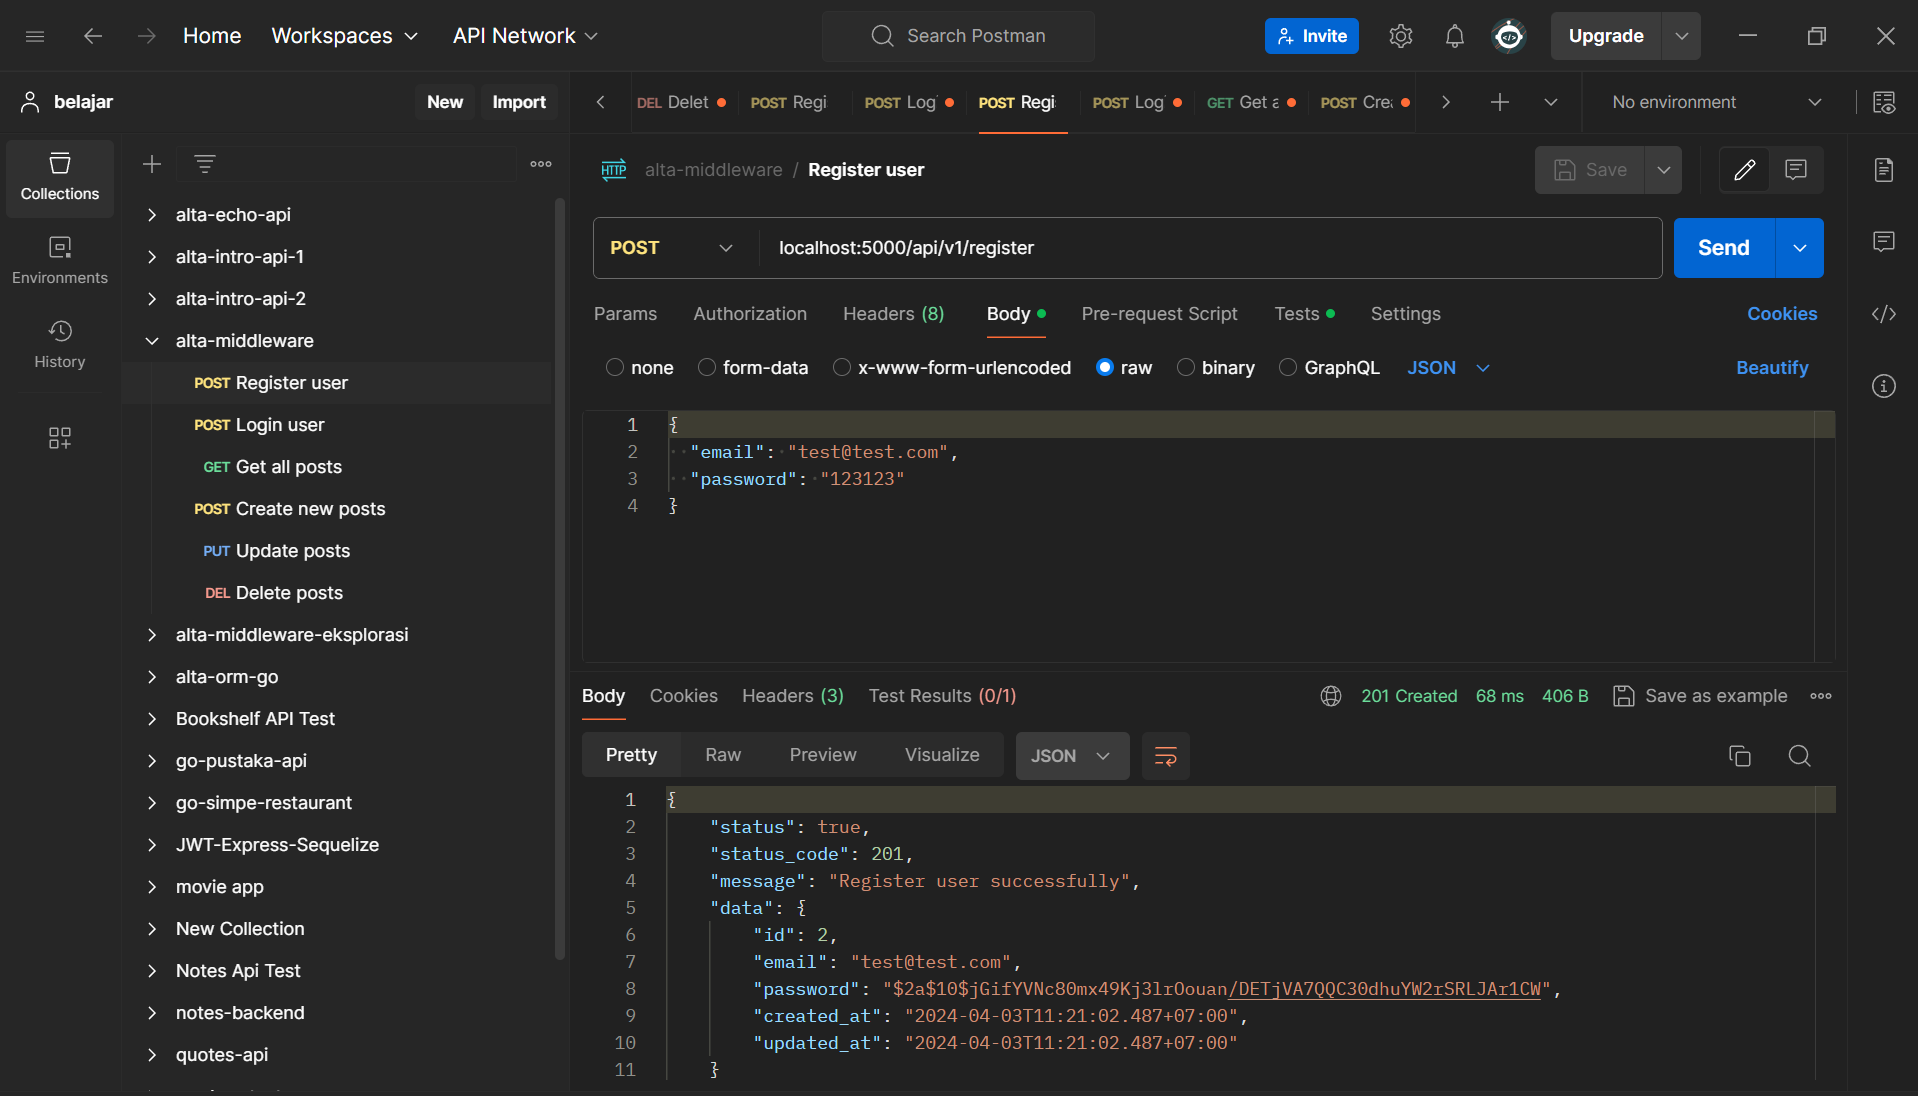 Home Workspaces API Network Search Postman Invite Upgrade
belajar New Import
DEL Delet POST Regi POST Log POST Regi POST Log GET Get a POST Cre No environment
Collections
Environments
History
alta-echo-api
alta-intro-api-1
alta-intro-api-2
alta-middleware
POST Register user
POST Login user
GET Get all posts
POST Create new posts
PUT Update posts
DEL Delete posts
alta-middleware-eksplorasi
alta-orm-go
Bookshelf API Test
go-pustaka-api
go-simpe-restaurant
JWT-Express-Sequelize
movie app
New Collection
Notes Api Test
notes-backend
quotes-api
HTTP alta-middleware / Register user Save
POST localhost:5000/api/v1/register Send
Params Authorization Headers (8) Body Pre-request Script Tests Settings Cookies
none form-data x-www-form-urlencoded raw binary GraphQL JSON Beautify
1 {
2 "email": "test@test.com",
3 "password": "123123"
4 }
Body Cookies Headers (3) Test Results (0/1) 201 Created 68 ms 406 B Save as example
Pretty Raw Preview Visualize JSON
1 {
2 "status": true,
3 "status_code": 201,
4 "message": "Register user successfully",
5 "data": {
6 "id": 2,
7 "email": "test@test.com",
8 "password": "$2a$10$jGifYVNc80mx49Kj3lrOouan/DETjVA7QQC30dhuYW2rSRLJAr1CW",
9 "created_at": "2024-04-03T11:21:02.487+07:00",
10 "updated_at": "2024-04-03T11:21:02.487+07:00"
11 }